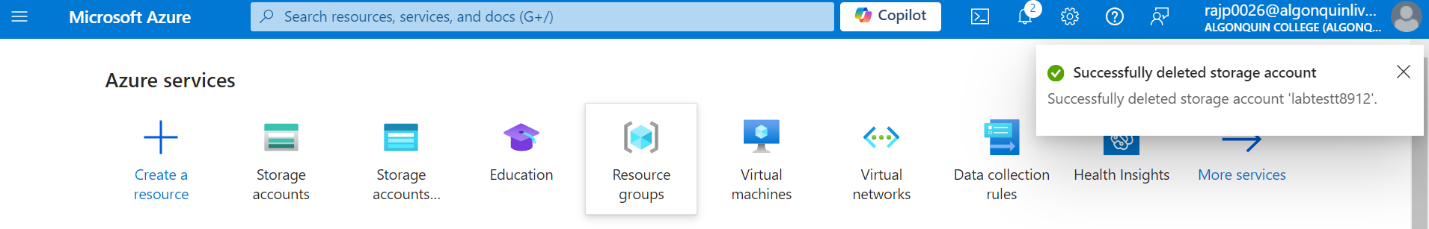 Microsoft Azure
Search resources, services, and docs (G+/)
Copilot
2
rajp0026@algonquinliv...
ALGONQUIN COLLEGE (ALGONQ...
Azure services
Successfully deleted storage account
Successfully deleted storage account 'labtestt8912'.
Create a
resource
Storage
accounts
Storage
accounts...
Education
Resource
groups
Virtual
machines
Virtual
networks
Data collection
rules
Health Insights
More services